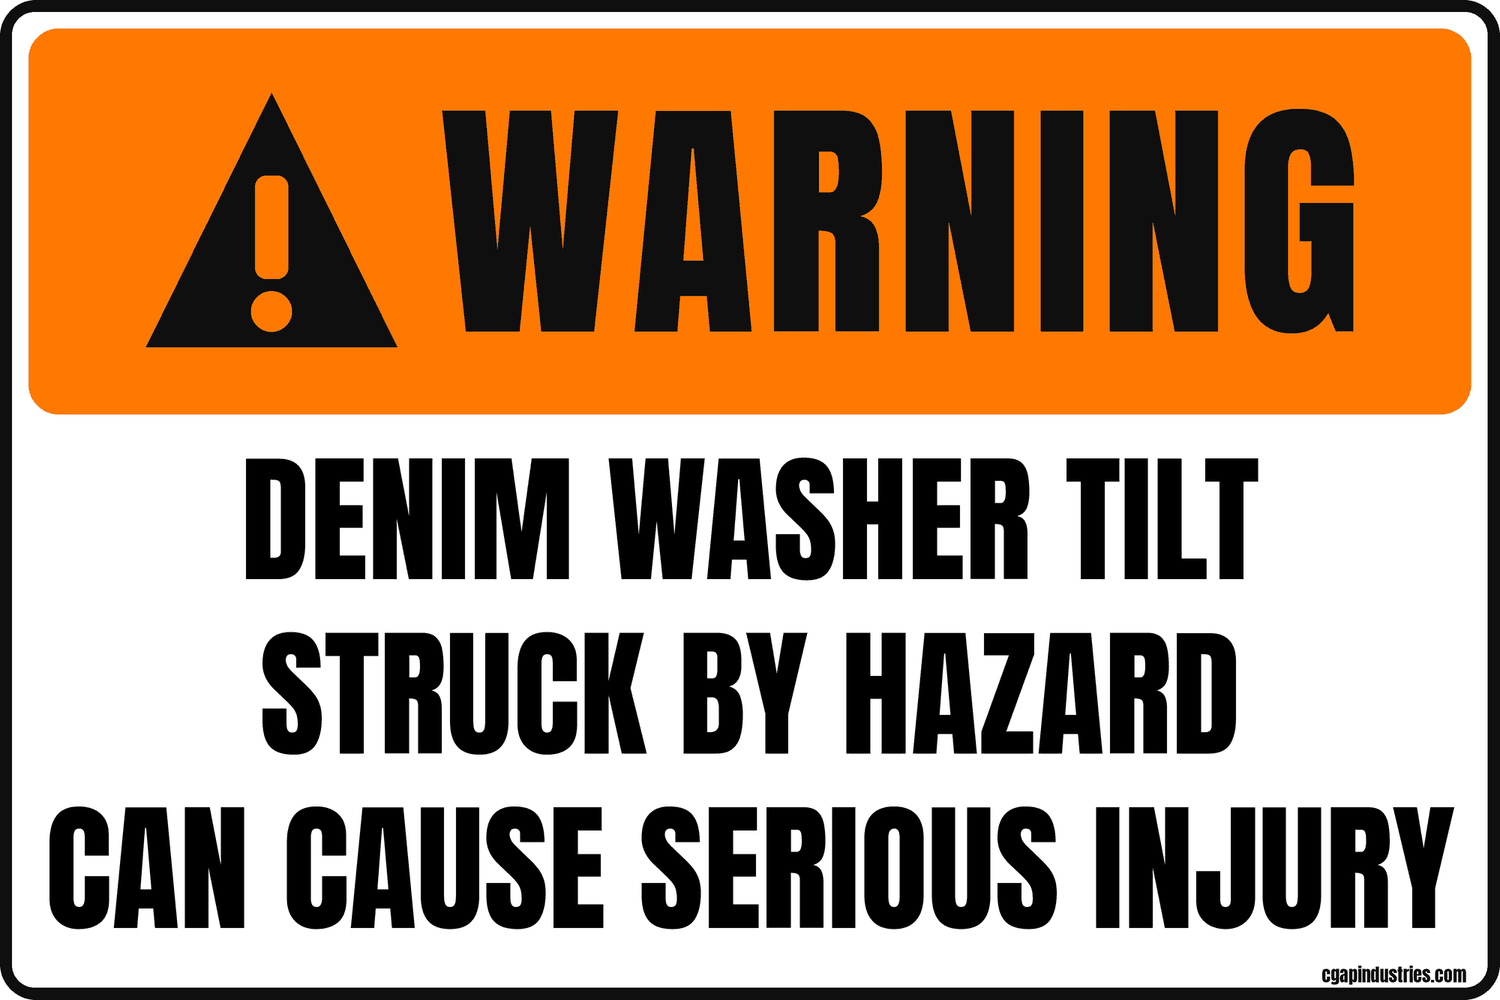 WARNING
DENIM WASHER TILT
STRUCK BY HAZARD
CAN CAUSE SERIOUS INJURY
cgapindustries.com